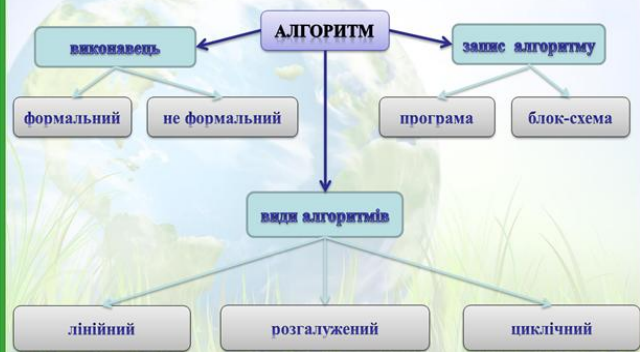 АЛГОРИТМ
виконавець
запис алгоритму
формальний
не формальний
програма
блок-схема
види алгоритмів
лінійний
розгалужений
циклічний